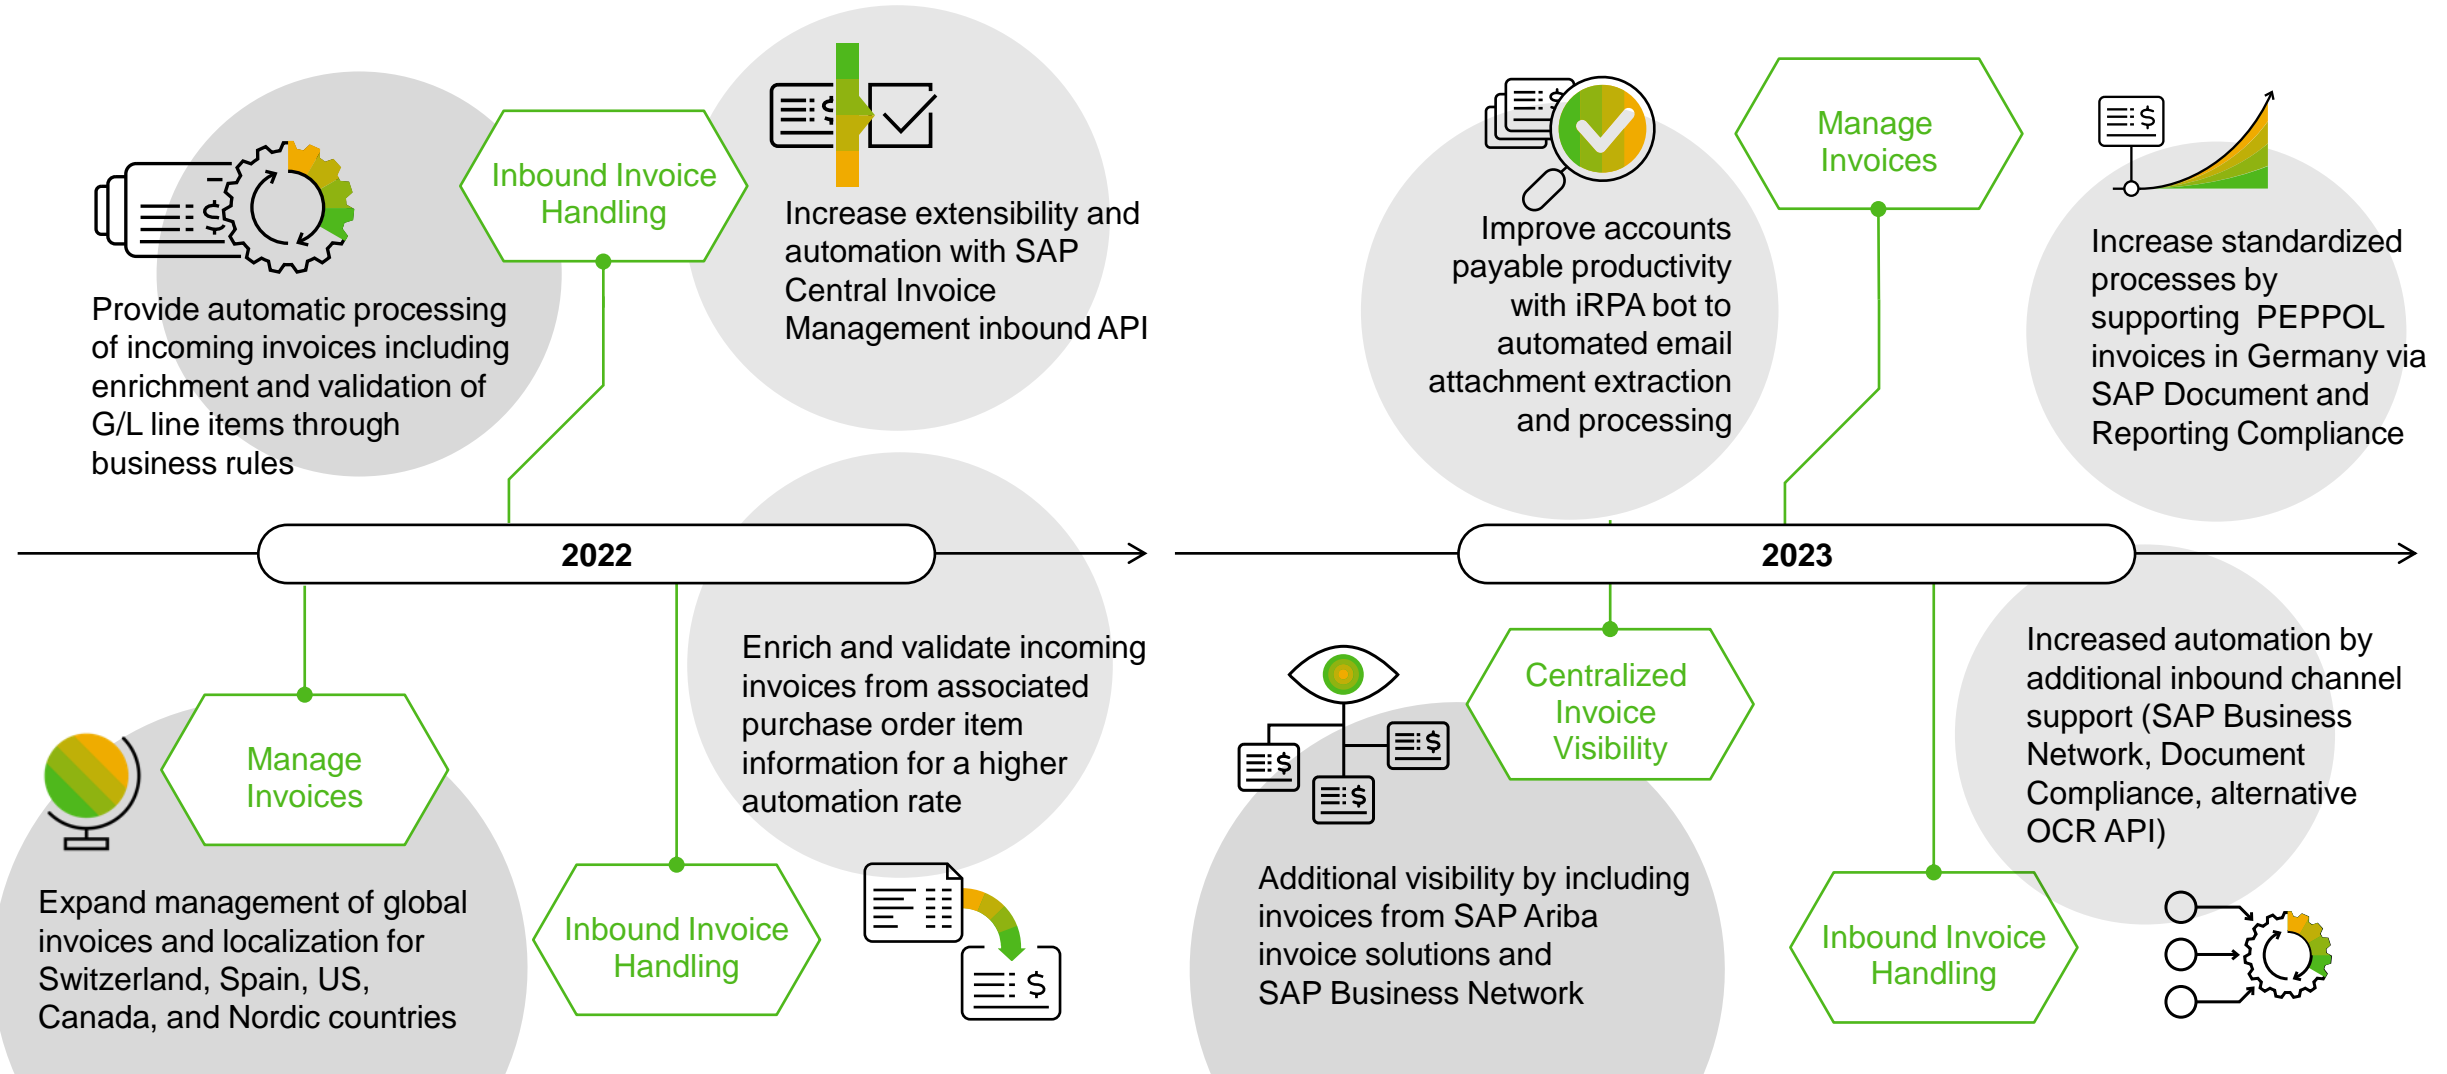 Inbound Invoice
Handling
Provide automatic processing
of incoming invoices including
enrichment and validation of
G/L line items through
business rules
Increase extensibility and
automation with SAP
Central Invoice
Management inbound API
2022
Manage
Invoices
Expand management of global
invoices and localization for
Switzerland, Spain, US,
Canada, and Nordic countries
Inbound Invoice
Handling
Enrich and validate incoming
invoices from associated
purchase order item
information for a higher
automation rate
Manage
Invoices
Improve accounts
payable productivity
with iRPA bot to
automated email
attachment extraction
and processing
Increase standardized
processes by
supporting  PEPPOL
invoices in Germany via
SAP Document and
Reporting Compliance
2023
Centralized
Invoice
Visibility
Additional visibility by including
invoices from SAP Ariba
invoice solutions and
SAP Business Network
Inbound Invoice
Handling
Increased automation by
additional inbound channel
support (SAP Business
Network, Document
Compliance, alternative
OCR API)